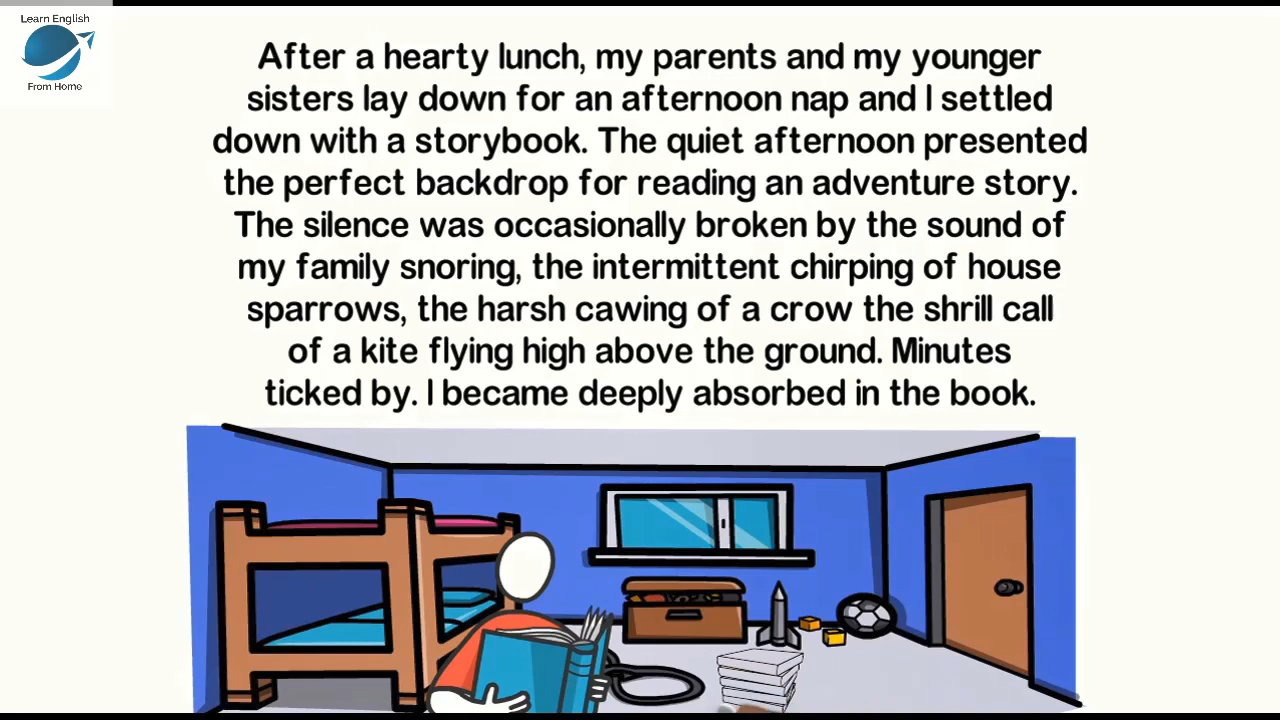 Learn English
From Home
After a hearty lunch, my parents and my younger
sisters lay down for an afternoon nap and I settled
down with a storybook. The quiet afternoon presented
the perfect backdrop for reading an adventure story.
The silence was occasionally broken by the sound of
my family snoring, the intermittent chirping of house
sparrows, the harsh cawing of a crow the shrill call
of a kite flying high above the ground. Minutes
ticked by. I became deeply absorbed in the book.